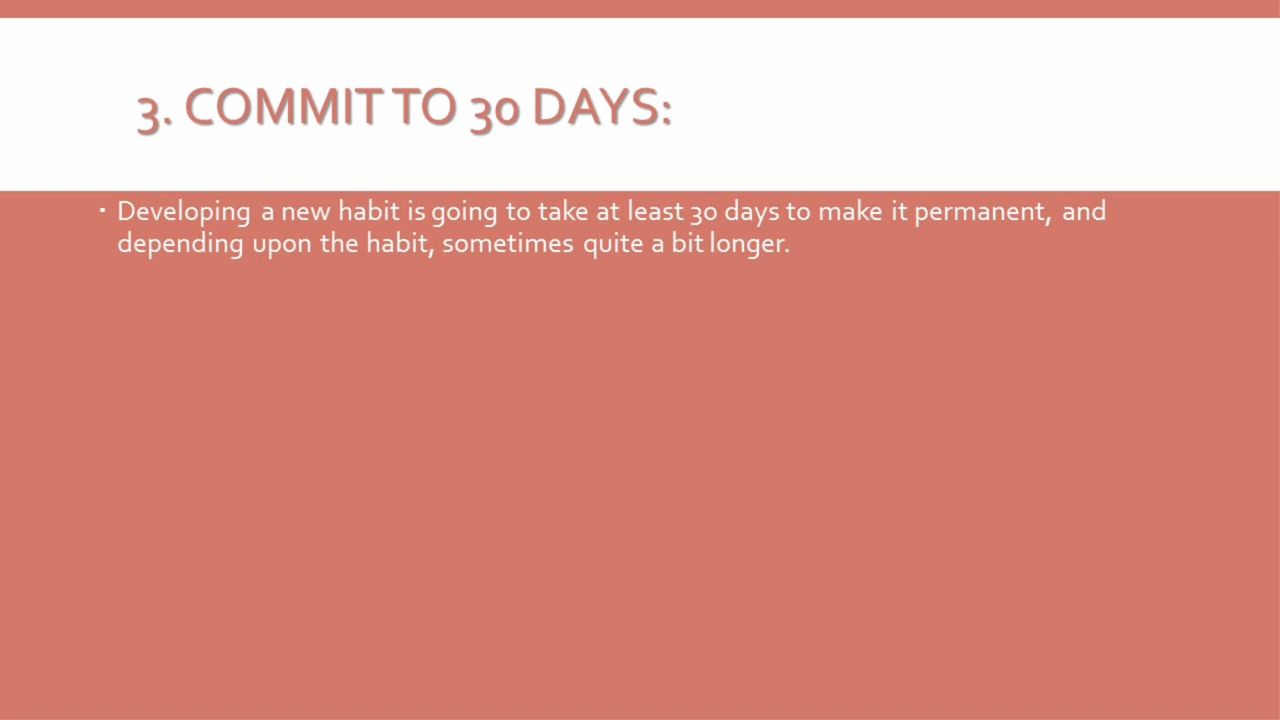 3. COMMIT TO 30 DAYS:
▪ Developing a new habit is going to take at least 30 days to make it permanent, and
depending upon the habit, sometimes quite a bit longer.